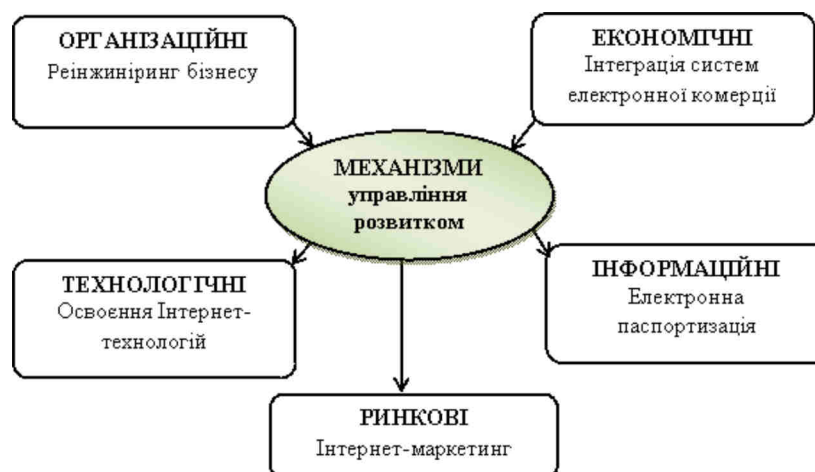 ОРГАНІЗАЦІЙНІ
Реінжиніринг бізнесу
ЕКОНОМІЧНІ
Інтеграція систем
електронної комерції
МЕХАНІЗМИ
управління
розвитком
ТЕХНОЛОГІЧНІ
Освоєння Інтернет-
технологій
ІНФОРМАЦІЙНІ
Електронна
паспортизація
РИНКОВІ
Інтернет-маркетинг